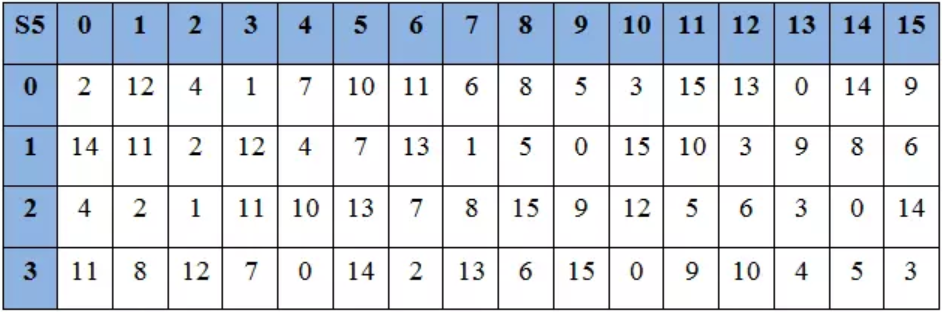 S5 0 1 2 3 4 5 6 7 8 9 10 11 12 13 14 15
0 2 12 4 1 7 10 11 6 8 5 3 15 13 0 14 9
1 14 11 2 12 4 7 13 1 5 0 15 10 3 9 8 6
2 4 2 1 11 10 13 7 8 15 9 12 5 6 3 0 14
3 11 8 12 7 0 14 2 13 6 15 0 9 10 4 5 3